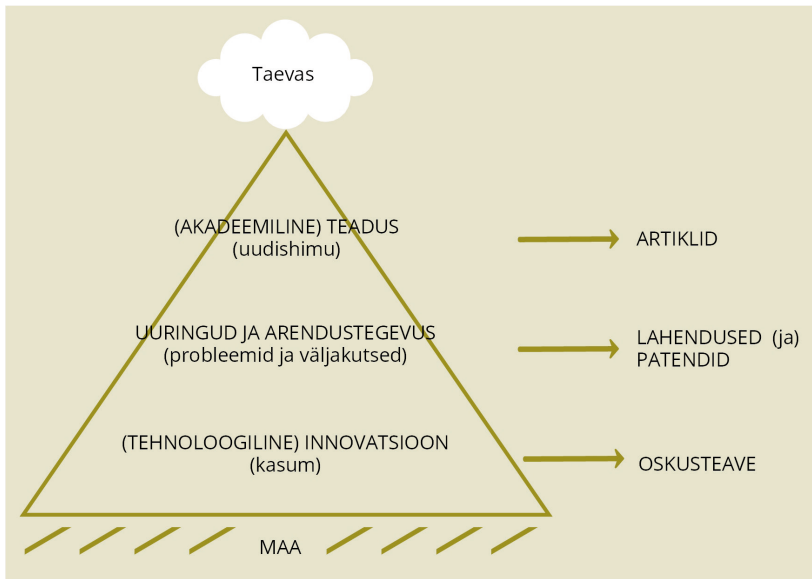 Taevas
(AKADEEMILINE) TEADUS
(uudishimu)
ARTIKLID
UURINGUD JA ARENDUSTEGEVUS
(probleemid ja väljakutsed)
LAHENDUSED (ja)
PATENDID
(TEHNOLOOGILINE) INNOVATSIOON
(kasum)
OSKUSTEAVE
MAA